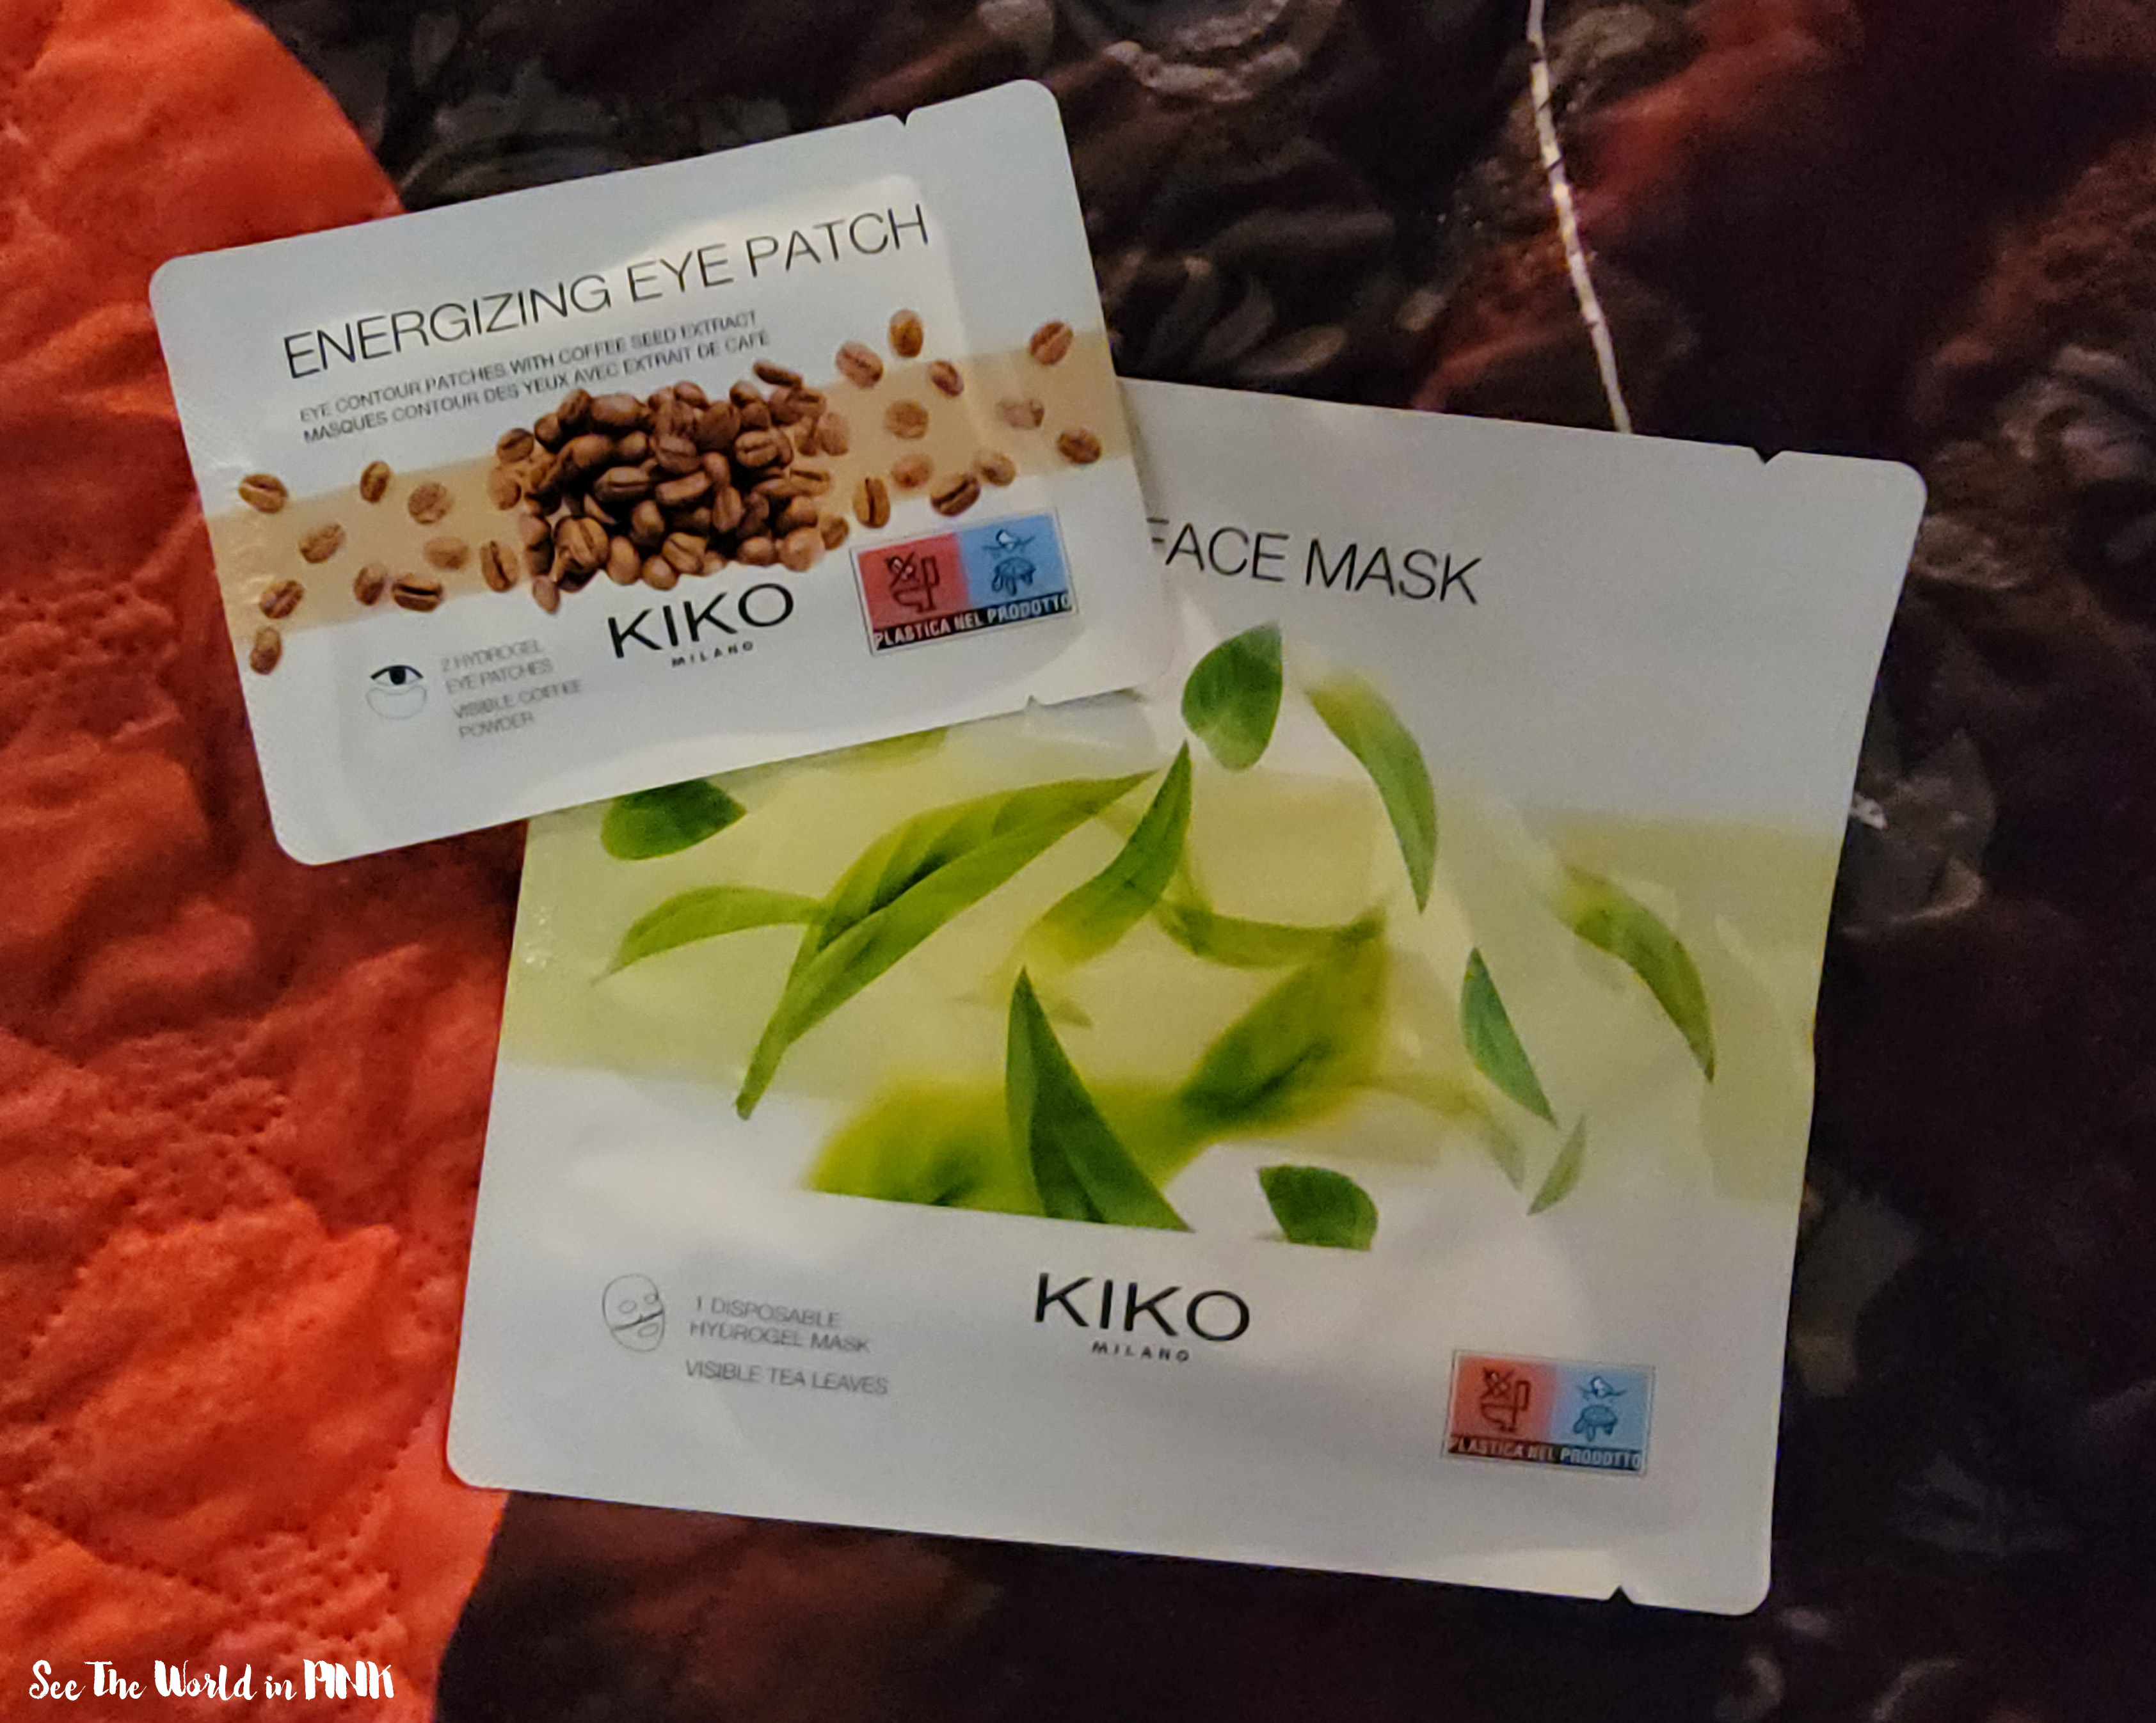 ENERGIZING EYE PATCH
EYE CONTOUR PATCHES WITH COFFEE SEED EXTRACT
MASQUES CONTOUR DES YEUX AVEC EXTRAIT DE CAFÉ
KIKO
MILANO
2 HYDROGEL
EYE PATCHES
VISIBLE COFFEE
POWDER
PLASTICA NEL PRODOTTO
FACE MASK
1 DISPOSABLE
HYDROGEL MASK
VISIBLE TEA LEAVES
KIKO
MILANO
PLASTICA NEL PRODOTTO
See The World in PINK